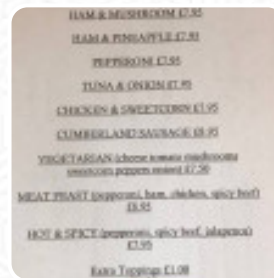 HAM & MUSHROOM £7.95
HAM & PINEAPPLE £7.95
PEPPERONI £7.95
TUNA & ONION £7.95
CHICKEN & SWEETCORN £7.95
CUMBERLAND SAUSAGE £8.95
VEGETARIAN (cheese tomato mushrooms
sweetcorn peppers onion) £7.50
MEAT FEAST (pepperoni, ham, chicken, spicy beef)
£8.95
HOT & SPICY (pepperoni, spicy beef, jalapenos)
£7.95
Extra Toppings £1.00